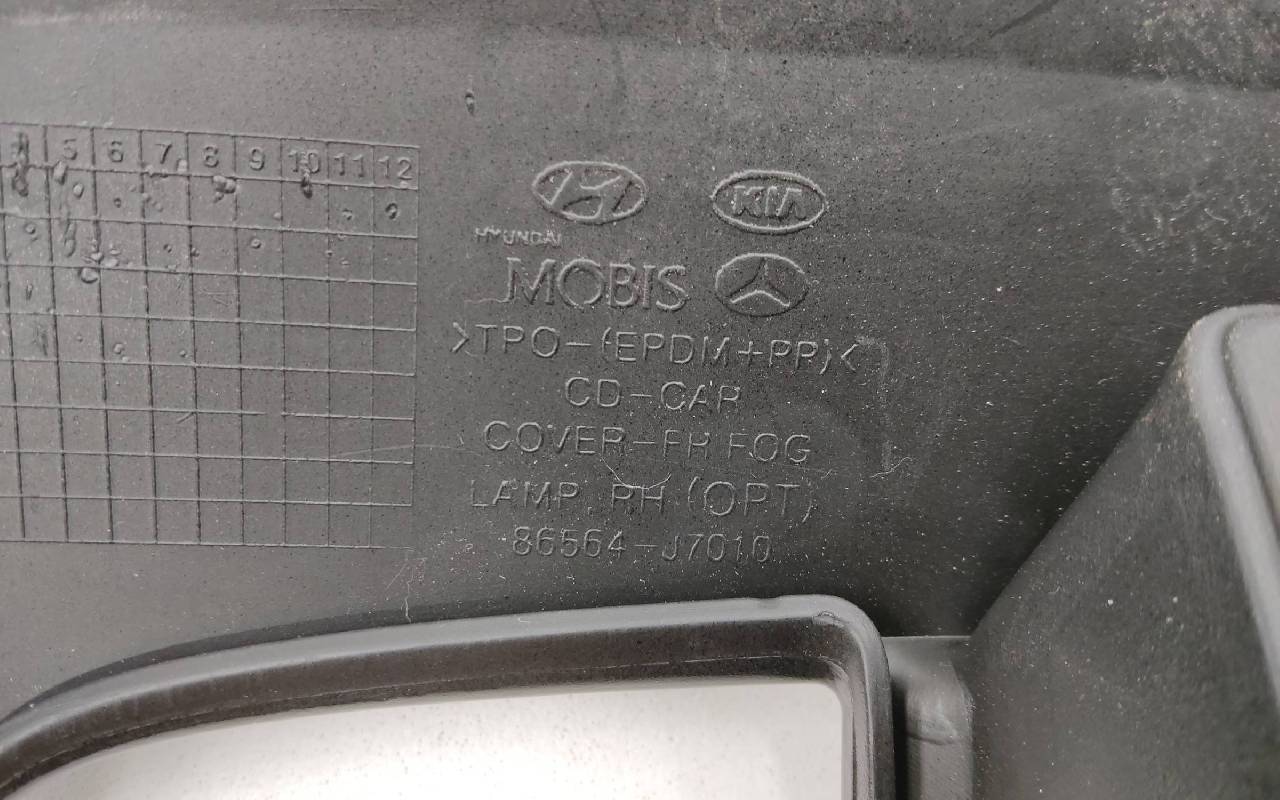 5 6 7 8 9 10 11 12
KIA
HYUNDAI
MOBIS
>TPO-(EPDM+PP)<
CD-CAR
COVER-FR FOG
LAMP, RH (OPT)
86564-J7010